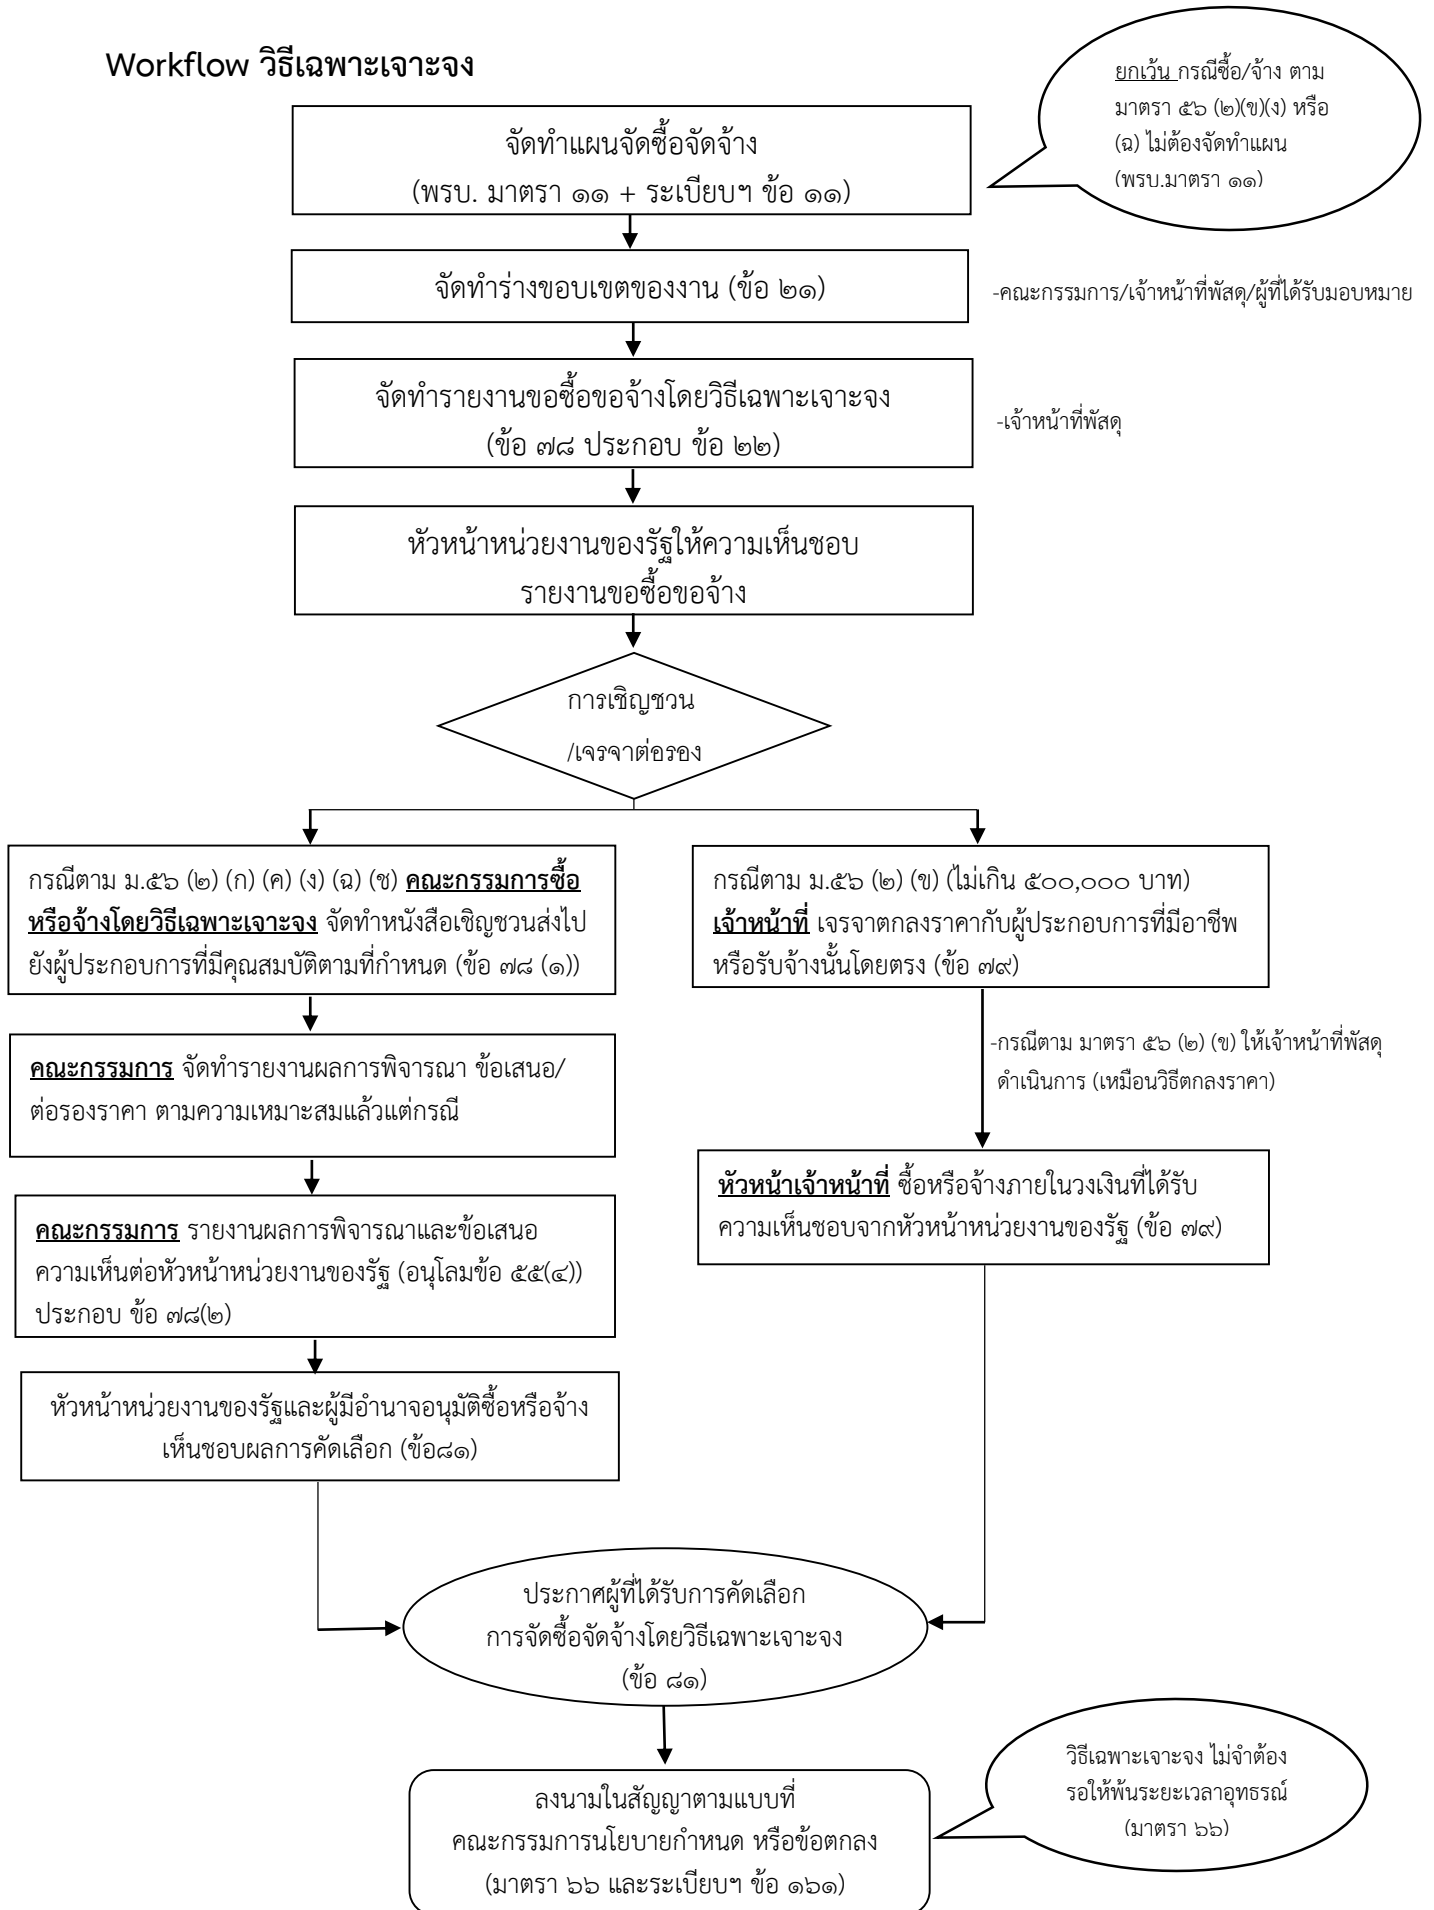 Workflow วิธีเฉพาะเจาะจง
ยกเว้น กรณีซื้อ/จ้าง ตาม
มาตรา ๕๖ (๒)(ข)(ง) หรือ
(ฉ) ไม่ต้องจัดทำแผน
(พรบ.มาตรา ๑๑)
จัดทำแผนจัดซื้อจัดจ้าง
(พรบ. มาตรา ๑๑ + ระเบียบฯ ข้อ ๑๑)
จัดทำร่างขอบเขตของงาน (ข้อ ๒๑)
-คณะกรรมการ/เจ้าหน้าที่พัสดุ/ผู้ที่ได้รับมอบหมาย
จัดทำรายงานขอซื้อขอจ้างโดยวิธีเฉพาะเจาะจง
(ข้อ ๗๘ ประกอบ ข้อ ๒๒)
-เจ้าหน้าที่พัสดุ
หัวหน้าหน่วยงานของรัฐให้ความเห็นชอบ
รายงานขอซื้อขอจ้าง
การเชิญชวน
/เจรจาต่อรอง
กรณีตาม ม.๕๖ (๒) (ก) (ค) (ง) (ฉ) (ช) คณะกรรมการซื้อ
หรือจ้างโดยวิธีเฉพาะเจาะจง จัดทำหนังสือเชิญชวนส่งไป
ยังผู้ประกอบการที่มีคุณสมบัติตามที่กำหนด (ข้อ ๗๘ (๑))
กรณีตาม ม.๕๖ (๒) (ข) (ไม่เกิน ๕๐๐,๐๐๐ บาท)
เจ้าหน้าที่ เจรจาตกลงราคากับผู้ประกอบการที่มีอาชีพ
หรือรับจ้างนั้นโดยตรง (ข้อ ๗๙)
-กรณีตาม มาตรา ๕๖ (๒) (ข) ให้เจ้าหน้าที่พัสดุ
ดำเนินการ (เหมือนวิธีตกลงราคา)
คณะกรรมการ จัดทำรายงานผลการพิจารณา ข้อเสนอ/
ต่อรองราคา ตามความเหมาะสมแล้วแต่กรณี
หัวหน้าเจ้าหน้าที่ ซื้อหรือจ้างภายในวงเงินที่ได้รับ
ความเห็นชอบจากหัวหน้าหน่วยงานของรัฐ (ข้อ ๗๙)
คณะกรรมการ รายงานผลการพิจารณาและข้อเสนอ
ความเห็นต่อหัวหน้าหน่วยงานของรัฐ (อนุโลมข้อ ๕๕(๔))
ประกอบ ข้อ ๗๘(๒)
หัวหน้าหน่วยงานของรัฐและผู้มีอำนาจอนุมัติซื้อหรือจ้าง
เห็นชอบผลการคัดเลือก (ข้อ๘๑)
ประกาศผู้ที่ได้รับการคัดเลือก
การจัดซื้อจัดจ้างโดยวิธีเฉพาะเจาะจง
(ข้อ ๘๑)
ลงนามในสัญญาตามแบบที่
คณะกรรมการนโยบายกำหนด หรือข้อตกลง
(มาตรา ๖๖ และระเบียบฯ ข้อ ๑๖๑)
วิธีเฉพาะเจาะจง ไม่จำต้อง
รอให้พ้นระยะเวลาอุทธรณ์
(มาตรา ๖๖)